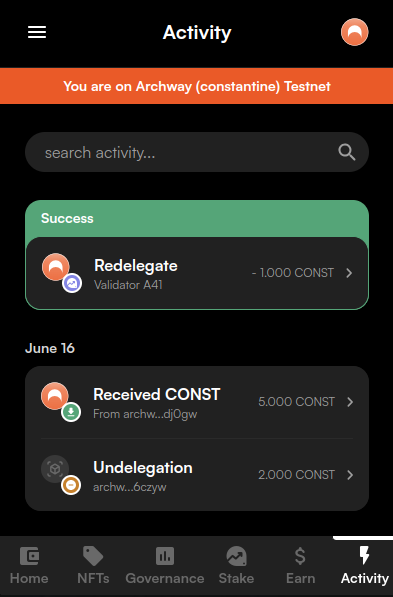 Activity
You are on Archway (constantine) Testnet
search activity...
Success
Redelegate
- 1.000 CONST
Validator A41
June 16
Received CONST
5.000 CONST
From archw...dj0gw
Undelegation
2.000 CONST
archw...6czyw
Home NFTs Governance Stake Earn Activity